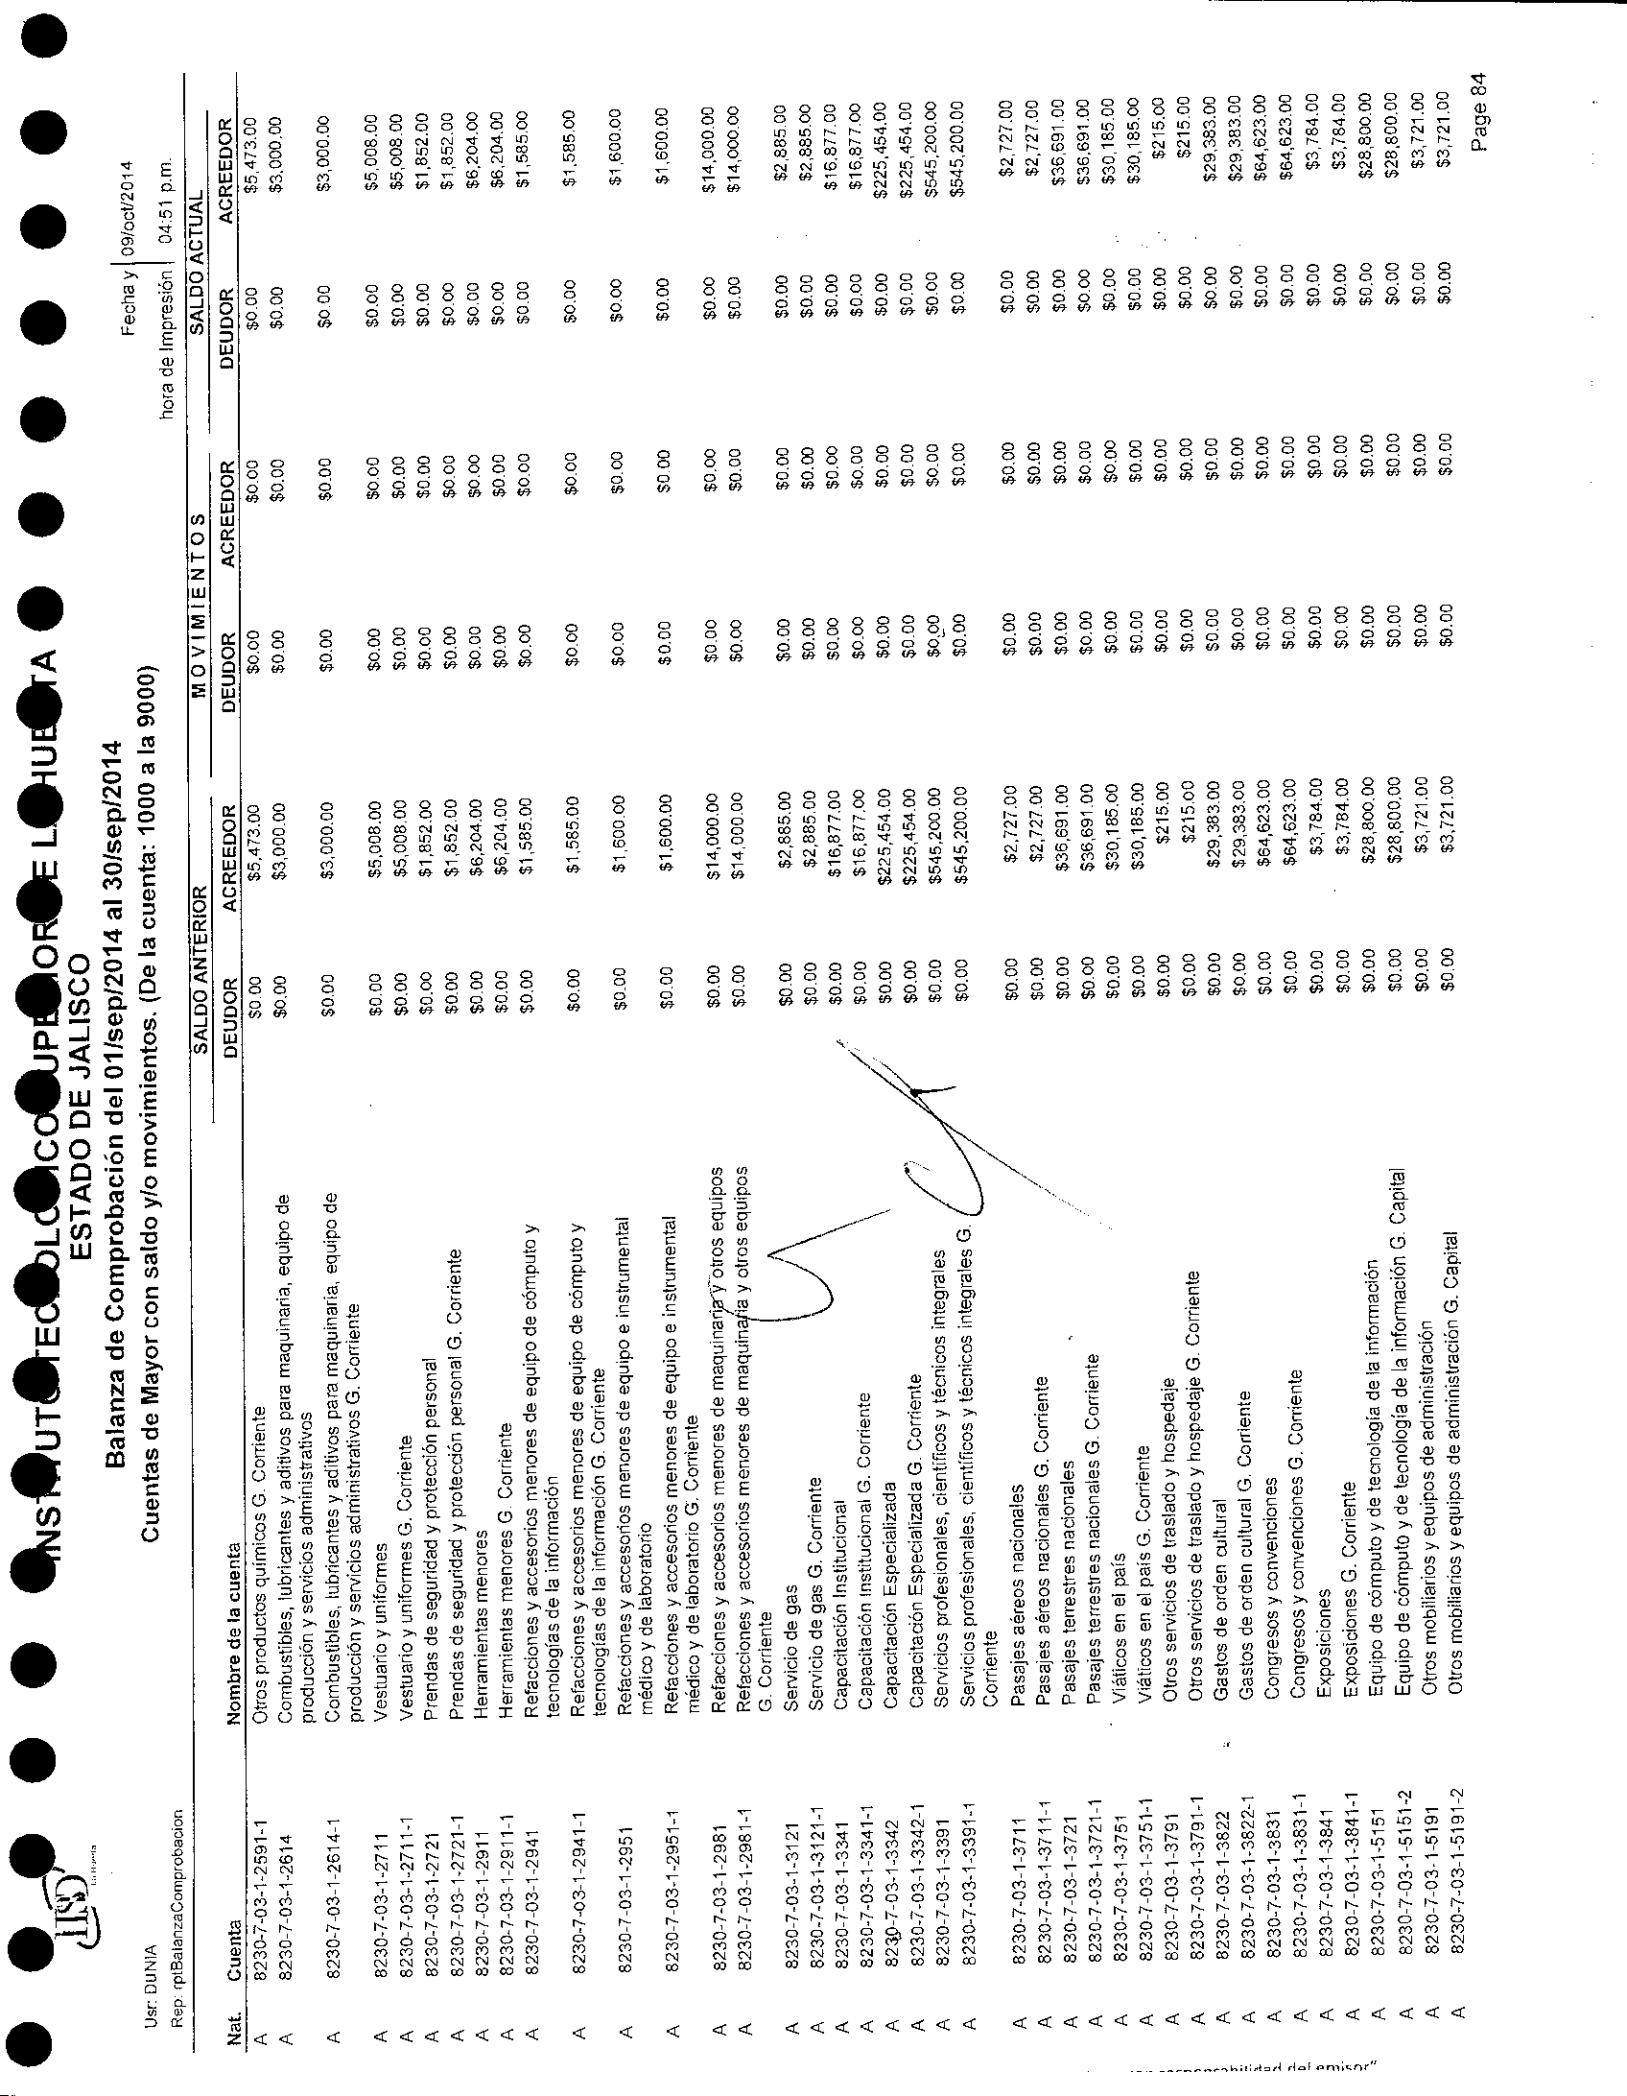 INSTITUTO TECNOLOGICO SUPERIOR DE LA HUERTA
ESTADO DE JALISCO
Balanza de Comprobación del 01/sep/2014 al 30/sep/2014
Cuentas de Mayor con saldo y/o movimientos. (De la cuenta: 1000 a la 9000)
La Huerta
Usr: DUNIA
Rep: rptBalanzaComprobacion
Fecha y 09/oct/2014
hora de Impresión 04:51 p.m.
SALDO ANTERIOR MOVIMIENTOS SALDO ACTUAL
Nat. Cuenta Nombre de la cuenta DEUDOR ACREEDOR DEUDOR ACREEDOR DEUDOR ACREEDOR
A 8230-7-03-1-2591-1 Otros productos químicos G. Corriente $0.00 $5,473.00 $0.00 $0.00 $0.00 $5,473.00
A 8230-7-03-1-2614 Combustibles, lubricantes y aditivos para maquinaria, equipo de $0.00 $3,000.00 $0.00 $0.00 $0.00 $3,000.00
producción y servicios administrativos
A 8230-7-03-1-2614-1 Combustibles, lubricantes y aditivos para maquinaria, equipo de $0.00 $3,000.00 $0.00 $0.00 $0.00 $3,000.00
producción y servicios administrativos G. Corriente
A 8230-7-03-1-2711 Vestuario y uniformes $0.00 $5,008.00 $0.00 $0.00 $0.00 $5,008.00
A 8230-7-03-1-2711-1 Vestuario y uniformes G. Corriente $0.00 $5,008.00 $0.00 $0.00 $0.00 $5,008.00
A 8230-7-03-1-2721 Prendas de seguridad y protección personal $0.00 $1,852.00 $0.00 $0.00 $0.00 $1,852.00
A 8230-7-03-1-2721-1 Prendas de seguridad y protección personal G. Corriente $0.00 $1,852.00 $0.00 $0.00 $0.00 $1,852.00
A 8230-7-03-1-2911 Herramientas menores $0.00 $6,204.00 $0.00 $0.00 $0.00 $6,204.00
A 8230-7-03-1-2911-1 Herramientas menores G. Corriente $0.00 $6,204.00 $0.00 $0.00 $0.00 $6,204.00
A 8230-7-03-1-2941 Refacciones y accesorios menores de equipo de cómputo y $0.00 $1,585.00 $0.00 $0.00 $0.00 $1,585.00
tecnologías de la información
A 8230-7-03-1-2941-1 Refacciones y accesorios menores de equipo de cómputo y $0.00 $1,585.00 $0.00 $0.00 $0.00 $1,585.00
tecnologías de la información G. Corriente
A 8230-7-03-1-2951 Refacciones y accesorios menores de equipo e instrumental $0.00 $1,600.00 $0.00 $0.00 $0.00 $1,600.00
médico y de laboratorio
A 8230-7-03-1-2951-1 Refacciones y accesorios menores de equipo e instrumental $0.00 $1,600.00 $0.00 $0.00 $0.00 $1,600.00
médico y de laboratorio G. Corriente
A 8230-7-03-1-2981 Refacciones y accesorios menores de maquinaria y otros equipos $0.00 $14,000.00 $0.00 $0.00 $0.00 $14,000.00
A 8230-7-03-1-2981-1 Refacciones y accesorios menores de maquinaria y otros equipos $0.00 $14,000.00 $0.00 $0.00 $0.00 $14,000.00
G. Corriente
A 8230-7-03-1-3121 Servicio de gas $0.00 $2,885.00 $0.00 $0.00 $0.00 $2,885.00
A 8230-7-03-1-3121-1 Servicio de gas G. Corriente $0.00 $2,885.00 $0.00 $0.00 $0.00 $2,885.00
A 8230-7-03-1-3341 Capacitación Institucional $0.00 $16,877.00 $0.00 $0.00 $0.00 $16,877.00
A 8230-7-03-1-3341-1 Capacitación Institucional G. Corriente $0.00 $16,877.00 $0.00 $0.00 $0.00 $16,877.00
A 8230-7-03-1-3342 Capacitación Especializada $0.00 $225,454.00 $0.00 $0.00 $0.00 $225,454.00
A 8230-7-03-1-3342-1 Capacitación Especializada G. Corriente $0.00 $225,454.00 $0.00 $0.00 $0.00 $225,454.00
A 8230-7-03-1-3391 Servicios profesionales, científicos y técnicos integrales $0.00 $545,200.00 $0.00 $0.00 $0.00 $545,200.00
A 8230-7-03-1-3391-1 Servicios profesionales, científicos y técnicos integrales G. $0.00 $545,200.00 $0.00 $0.00 $0.00 $545,200.00
Corriente
A 8230-7-03-1-3711 Pasajes aéreos nacionales $0.00 $2,727.00 $0.00 $0.00 $0.00 $2,727.00
A 8230-7-03-1-3711-1 Pasajes aéreos nacionales G. Corriente $0.00 $2,727.00 $0.00 $0.00 $0.00 $2,727.00
A 8230-7-03-1-3721 Pasajes terrestres nacionales $0.00 $36,691.00 $0.00 $0.00 $0.00 $36,691.00
A 8230-7-03-1-3721-1 Pasajes terrestres nacionales G. Corriente $0.00 $36,691.00 $0.00 $0.00 $0.00 $36,691.00
A 8230-7-03-1-3751 Viáticos en el país $0.00 $30,185.00 $0.00 $0.00 $0.00 $30,185.00
A 8230-7-03-1-3751-1 Viáticos en el país G. Corriente $0.00 $30,185.00 $0.00 $0.00 $0.00 $30,185.00
A 8230-7-03-1-3791 Otros servicios de traslado y hospedaje $0.00 $215.00 $0.00 $0.00 $0.00 $215.00
A 8230-7-03-1-3791-1 Otros servicios de traslado y hospedaje G. Corriente $0.00 $215.00 $0.00 $0.00 $0.00 $215.00
A 8230-7-03-1-3822 Gastos de orden cultural $0.00 $29,383.00 $0.00 $0.00 $0.00 $29,383.00
A 8230-7-03-1-3822-1 Gastos de orden cultural G. Corriente $0.00 $29,383.00 $0.00 $0.00 $0.00 $29,383.00
A 8230-7-03-1-3831 Congresos y convenciones $0.00 $64,623.00 $0.00 $0.00 $0.00 $64,623.00
A 8230-7-03-1-3831-1 Congresos y convenciones G. Corriente $0.00 $64,623.00 $0.00 $0.00 $0.00 $64,623.00
A 8230-7-03-1-3841 Exposiciones $0.00 $3,784.00 $0.00 $0.00 $0.00 $3,784.00
A 8230-7-03-1-3841-1 Exposiciones G. Corriente $0.00 $3,784.00 $0.00 $0.00 $0.00 $3,784.00
A 8230-7-03-1-5151 Equipo de cómputo y de tecnología de la información $0.00 $28,800.00 $0.00 $0.00 $0.00 $28,800.00
A 8230-7-03-1-5151-2 Equipo de cómputo y de tecnología de la información G. Capital $0.00 $28,800.00 $0.00 $0.00 $0.00 $28,800.00
A 8230-7-03-1-5191 Otros mobiliarios y equipos de administración $0.00 $3,721.00 $0.00 $0.00 $0.00 $3,721.00
A 8230-7-03-1-5191-2 Otros mobiliarios y equipos de administración G. Capital $0.00 $3,721.00 $0.00 $0.00 $0.00 $3,721.00
responsabilidad del emisor"
Page 84